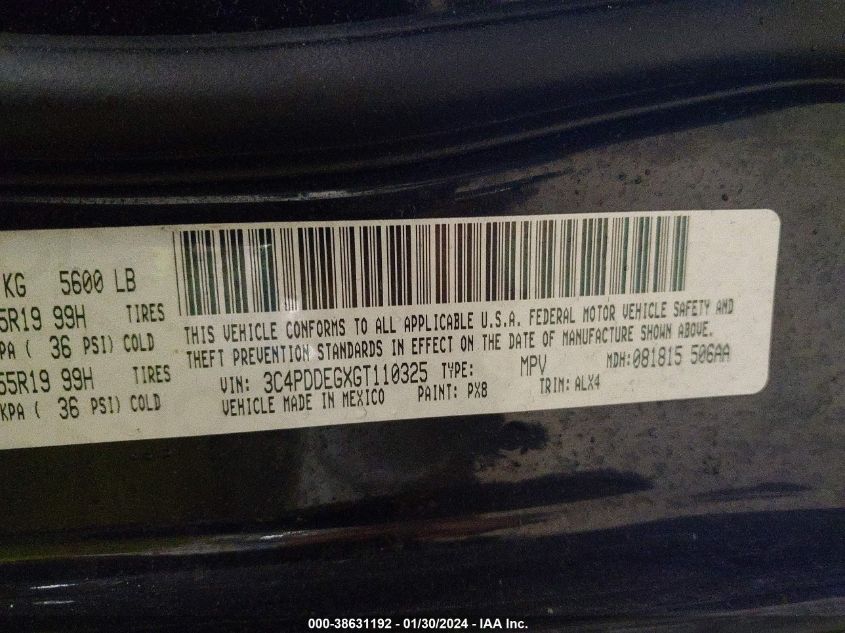 KG 5600 LB
5R19 99H TIRES
KPA ( 36 PSI) COLD
55R19 99H TIRES
KPA ( 36 PSI) COLD
THIS VEHICLE CONFORMS TO ALL APPLICABLE U.S.A. FEDERAL MOTOR VEHICLE SAFETY AND
THEFT PREVENTION STANDARDS IN EFFECT ON THE DATE OF MANUFACTURE SHOWN ABOVE.
VIN: 3C4PDDEGXGT110325 TYPE: MPV MDH: 081815 506AA
VEHICLE MADE IN MEXICO PAINT: PX8 TRIM: ALX4
000-38631192 - 01/30/2024 - IAA Inc.